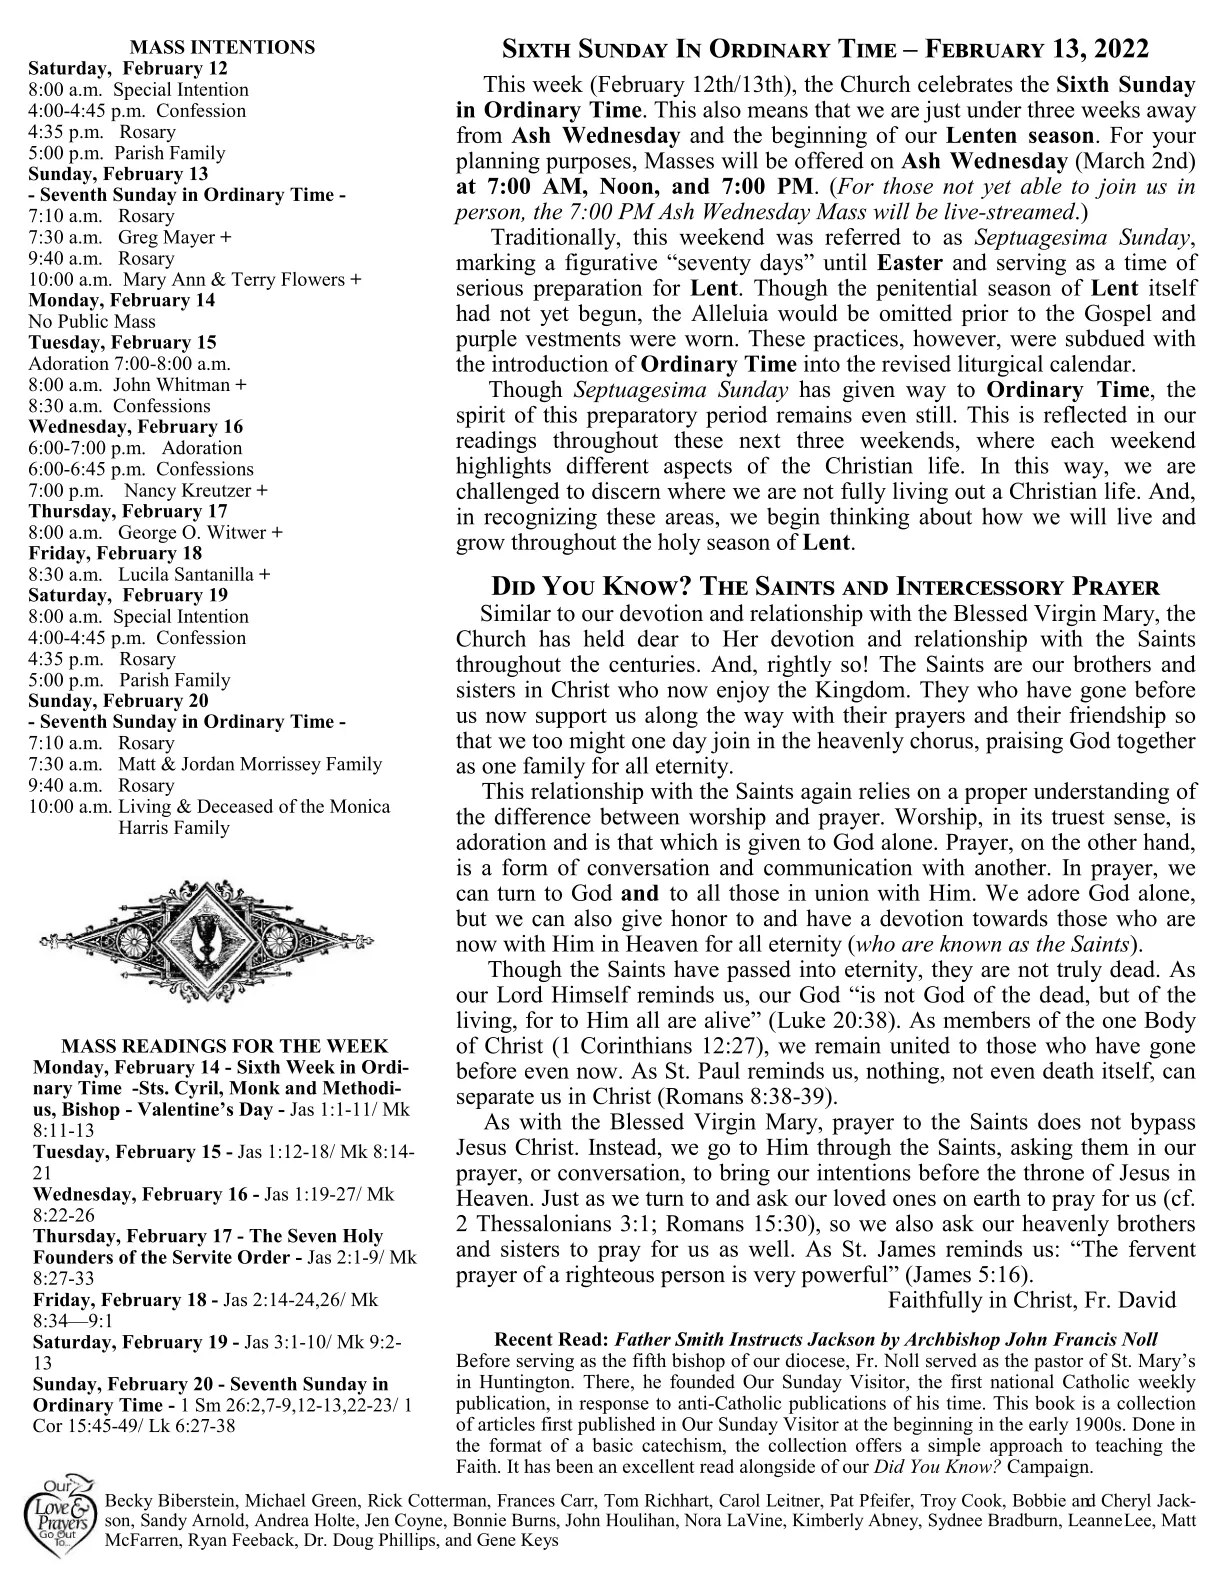 MASS INTENTIONS
Saturday,  February 12
8:00 a.m.  Special Intention
4:00-4:45 p.m.  Confession
4:35 p.m.   Rosary
5:00 p.m.  Parish Family
Sunday, February 13
- Seventh Sunday in Ordinary Time -
7:10 a.m.   Rosary
7:30 a.m.   Greg Mayer +
9:40 a.m.   Rosary
10:00 a.m.  Mary Ann & Terry Flowers +
Monday, February 14
No Public Mass
Tuesday, February 15
Adoration 7:00-8:00 a.m.
8:00 a.m.  John Whitman +
8:30 a.m.  Confessions
Wednesday, February 16
6:00-7:00 p.m.   Adoration
6:00-6:45 p.m.  Confessions
7:00 p.m.    Nancy Kreutzer +
Thursday, February 17
8:00 a.m.   George O. Witwer +
Friday, February 18
8:30 a.m.   Lucila Santanilla +
Saturday,  February 19
8:00 a.m.  Special Intention
4:00-4:45 p.m.  Confession
4:35 p.m.   Rosary
5:00 p.m.   Parish Family
Sunday, February 20
- Seventh Sunday in Ordinary Time -
7:10 a.m.   Rosary
7:30 a.m.   Matt & Jordan Morrissey Family
9:40 a.m.   Rosary
10:00 a.m. Living & Deceased of the Monica
Harris Family
MASS READINGS FOR THE WEEK
Monday, February 14 - Sixth Week in Ordi-
nary Time  -Sts. Cyril, Monk and Methodi-
us, Bishop - Valentine’s Day - Jas 1:1-11/ Mk
8:11-13
Tuesday, February 15 - Jas 1:12-18/ Mk 8:14-
21
Wednesday, February 16 - Jas 1:19-27/ Mk
8:22-26
Thursday, February 17 - The Seven Holy
Founders of the Servite Order - Jas 2:1-9/ Mk
8:27-33
Friday, February 18 - Jas 2:14-24,26/ Mk
8:34—9:1
Saturday, February 19 - Jas 3:1-10/ Mk 9:2-
13
Sunday, February 20 - Seventh Sunday in
Ordinary Time - 1 Sm 26:2,7-9,12-13,22-23/ 1
Cor 15:45-49/ Lk 6:27-38
Sixth Sunday In Ordinary Time – February 13, 2022
This week (February 12th/13th), the Church celebrates the Sixth Sunday
in Ordinary Time. This also means that we are just under three weeks away
from Ash Wednesday and the beginning of our Lenten season. For your
planning purposes, Masses will be offered on Ash Wednesday (March 2nd)
at 7:00 AM, Noon, and 7:00 PM. (For those not yet able to join us in
person, the 7:00 PM Ash Wednesday Mass will be live-streamed.)
Traditionally, this weekend was referred to as Septuagesima Sunday,
marking a figurative “seventy days” until Easter and serving as a time of
serious preparation for Lent. Though the penitential season of Lent itself
had not yet begun, the Alleluia would be omitted prior to the Gospel and
purple vestments were worn. These practices, however, were subdued with
the introduction of Ordinary Time into the revised liturgical calendar.
Though Septuagesima Sunday has given way to Ordinary Time, the
spirit of this preparatory period remains even still. This is reflected in our
readings throughout these next three weekends, where each weekend
highlights different aspects of the Christian life. In this way, we are
challenged to discern where we are not fully living out a Christian life. And,
in recognizing these areas, we begin thinking about how we will live and
grow throughout the holy season of Lent.
Did You Know? The Saints and Intercessory Prayer
Similar to our devotion and relationship with the Blessed Virgin Mary, the
Church has held dear to Her devotion and relationship with the Saints
throughout the centuries. And, rightly so! The Saints are our brothers and
sisters in Christ who now enjoy the Kingdom. They who have gone before
us now support us along the way with their prayers and their friendship so
that we too might one day join in the heavenly chorus, praising God together
as one family for all eternity.
This relationship with the Saints again relies on a proper understanding of
the difference between worship and prayer. Worship, in its truest sense, is
adoration and is that which is given to God alone. Prayer, on the other hand,
is a form of conversation and communication with another. In prayer, we
can turn to God and to all those in union with Him. We adore God alone,
but we can also give honor to and have a devotion towards those who are
now with Him in Heaven for all eternity (who are known as the Saints).
Though the Saints have passed into eternity, they are not truly dead. As
our Lord Himself reminds us, our God “is not God of the dead, but of the
living, for to Him all are alive” (Luke 20:38). As members of the one Body
of Christ (1 Corinthians 12:27), we remain united to those who have gone
before even now. As St. Paul reminds us, nothing, not even death itself, can
separate us in Christ (Romans 8:38-39).
As with the Blessed Virgin Mary, prayer to the Saints does not bypass
Jesus Christ. Instead, we go to Him through the Saints, asking them in our
prayer, or conversation, to bring our intentions before the throne of Jesus in
Heaven. Just as we turn to and ask our loved ones on earth to pray for us (cf.
2 Thessalonians 3:1; Romans 15:30), so we also ask our heavenly brothers
and sisters to pray for us as well. As St. James reminds us: “The fervent
prayer of a righteous person is very powerful” (James 5:16).
Faithfully in Christ, Fr. David
Recent Read: Father Smith Instructs Jackson by Archbishop John Francis Noll
Before serving as the fifth bishop of our diocese, Fr. Noll served as the pastor of St. Mary’s
in Huntington. There, he founded Our Sunday Visitor, the first national Catholic weekly
publication, in response to anti-Catholic publications of his time. This book is a collection
of articles first published in Our Sunday Visitor at the beginning in the early 1900s. Done in
the format of a basic catechism, the collection offers a simple approach to teaching the
Faith. It has been an excellent read alongside of our Did You Know? Campaign.
Our
Love &
Prayers
Go Out
To...
Becky Biberstein, Michael Green, Rick Cotterman, Frances Carr, Tom Richhart, Carol Leitner, Pat Pfeifer, Troy Cook, Bobbie and Cheryl Jack-
son, Sandy Arnold, Andrea Holte, Jen Coyne, Bonnie Burns, John Houlihan, Nora LaVine, Kimberly Abney, Sydnee Bradburn, Leanne Lee, Matt
McFarren, Ryan Feeback, Dr. Doug Phillips, and Gene Keys